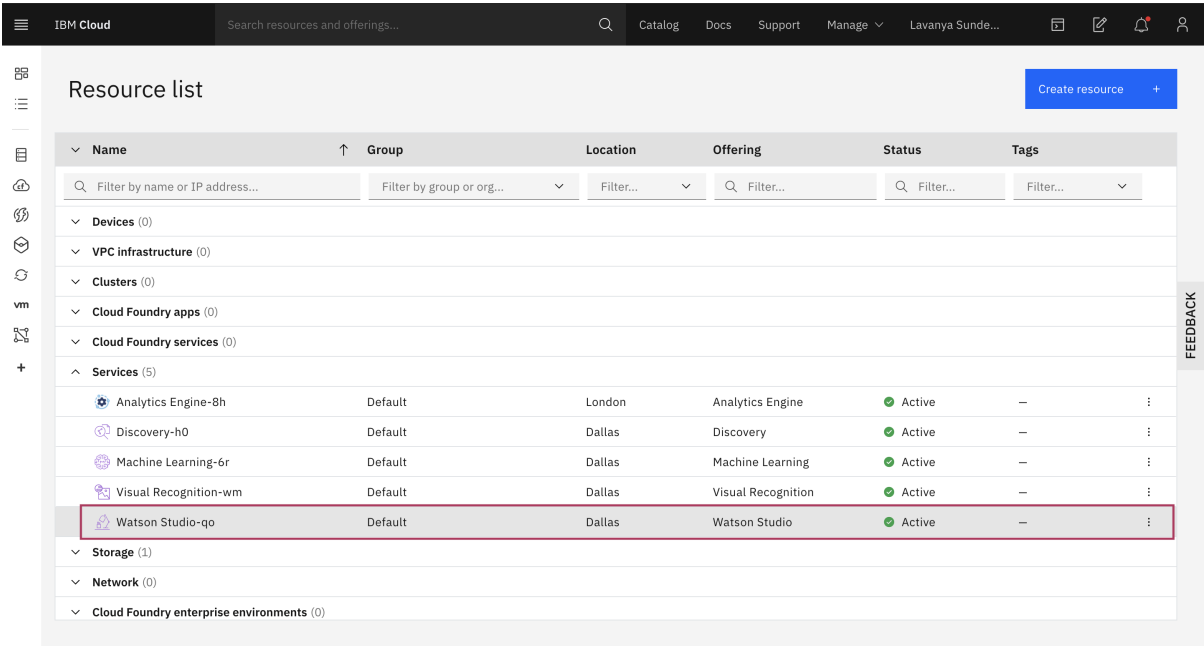 IBM Cloud Search resources and offerings... Catalog Docs Support Manage Lavanya Sunde...
Resource list Create resource +
Name Group Location Offering Status Tags
Filter by name or IP address... Filter by group or org... Filter... Filter... Filter... Filter...
Devices (0)
VPC infrastructure (0)
Clusters (0)
vm
Cloud Foundry apps (0)
FEEDBACK
Cloud Foundry services (0)
Services (5)
Analytics Engine-8h Default London Analytics Engine Active —
Discovery-h0 Default Dallas Discovery Active —
Machine Learning-6r Default Dallas Machine Learning Active —
Visual Recognition-wm Default Dallas Visual Recognition Active —
Watson Studio-qo Default Dallas Watson Studio Active —
Storage (1)
Network (0)
Cloud Foundry enterprise environments (0)